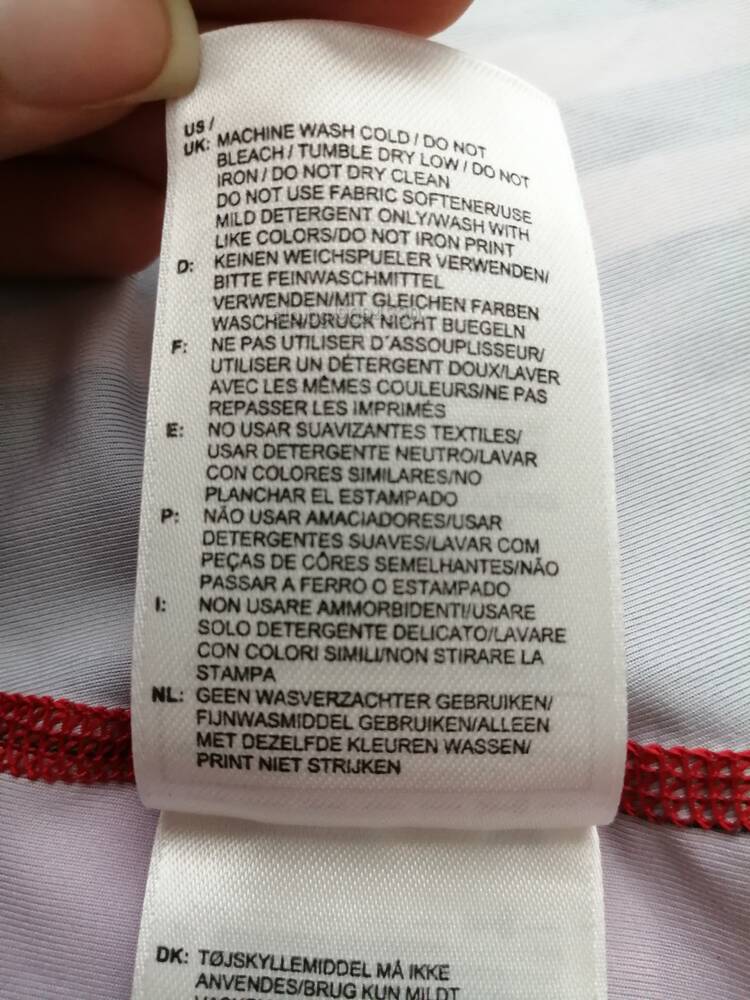 US /
UK: MACHINE WASH COLD / DO NOT
BLEACH / TUMBLE DRY LOW / DO NOT
IRON / DO NOT DRY CLEAN
DO NOT USE FABRIC SOFTENER/USE
MILD DETERGENT ONLY/WASH WITH
LIKE COLORS/DO NOT IRON PRINT
D: KEINEN WEICHSPUELER VERWENDEN/
BITTE FEINWASCHMITTEL
VERWENDEN/MIT GLEICHEN FARBEN
WASCHEN/DRUCK NICHT BUEGELN
F: NE PAS UTILISER D´ASSOUPLISSEUR/
UTILISER UN DÉTERGENT DOUX/LAVER
AVEC LES MÊMES COULEURS/NE PAS
REPASSER LES IMPRIMÉS
E: NO USAR SUAVIZANTES TEXTILES/
USAR DETERGENTE NEUTRO/LAVAR
CON COLORES SIMILARES/NO
PLANCHAR EL ESTAMPADO
P: NÃO USAR AMACIADORES/USAR
DETERGENTES SUAVES/LAVAR COM
PEÇAS DE CÔRES SEMELHANTES/NÃO
PASSAR A FERRO O ESTAMPADO
I: NON USARE AMMORBIDENTI/USARE
SOLO DETERGENTE DELICATO/LAVARE
CON COLORI SIMILI/NON STIRARE LA
STAMPA
NL: GEEN WASVERZACHTER GEBRUIKEN/
FIJNWASMIDDEL GEBRUIKEN/ALLEEN
MET DEZELFDE KLEUREN WASSEN/
PRINT NIET STRIJKEN
DK: TØJSKYLLEMIDDEL MÅ IKKE
ANVENDES/BRUG KUN MILDT